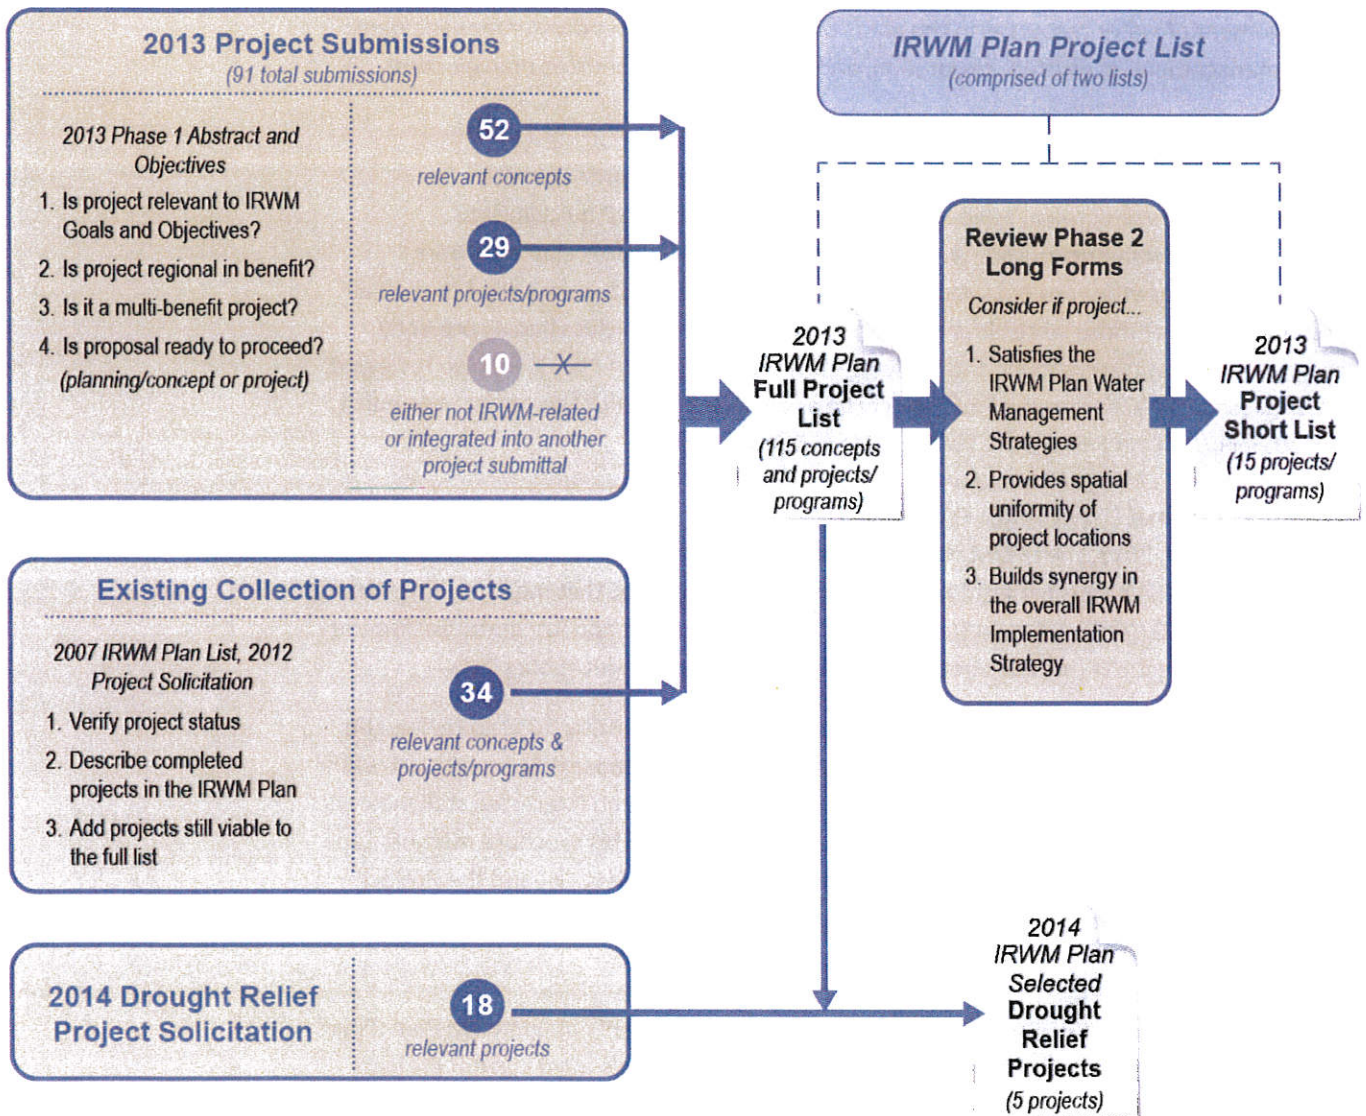 2013 Project Submissions
(91 total submissions)
2013 Phase 1 Abstract and
Objectives
1. Is project relevant to IRWM
Goals and Objectives?
2. Is project regional in benefit?
3. Is it a multi-benefit project?
4. Is proposal ready to proceed?
(planning/concept or project)
52
relevant concepts
29
relevant projects/programs
10
either not IRWM-related
or integrated into another
project submittal
Existing Collection of Projects
2007 IRWM Plan List, 2012
Project Solicitation
1. Verify project status
2. Describe completed
projects in the IRWM Plan
3. Add projects still viable to
the full list
34
relevant concepts &
projects/programs
2014 Drought Relief
Project Solicitation
18
relevant projects
IRWM Plan Project List
(comprised of two lists)
2013
IRWM Plan
Full Project
List
(115 concepts
and projects/
programs)
Review Phase 2
Long Forms
Consider if project...
1. Satisfies the
IRWM Plan Water
Management
Strategies
2. Provides spatial
uniformity of
project locations
3. Builds synergy in
the overall IRWM
Implementation
Strategy
2013
IRWM Plan
Project
Short List
(15 projects/
programs)
2014
IRWM Plan
Selected
Drought
Relief
Projects
(5 projects)